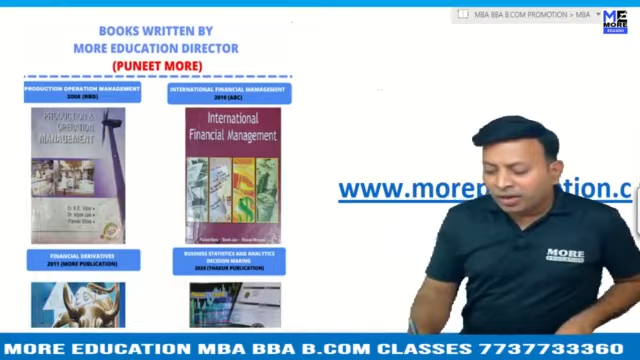 MBA BBA B.COM PROMOTION > MBA
ME
MORE
Education
BOOKS WRITTEN BY
MORE EDUCATION DIRECTOR
(PUNEET MORE)
PRODUCTION OPERATION MANAGEMENT
2008 (RBD)
INTERNATIONAL FINANCIAL MANAGEMENT
2010 (ABC)
PRODUCTION &
OPERATION
MANAGEMENT
International
Financial Management
FINANCIAL DERIVATIVES
2011 (MORE PUBLICATION)
BUSINESS STATISTICS AND ANALYTICS
DECISION MAKING
2020 (THAKUR PUBLICATION)
MORE
MORE EDUCATION MBA BBA B.COM CLASSES 7737733360